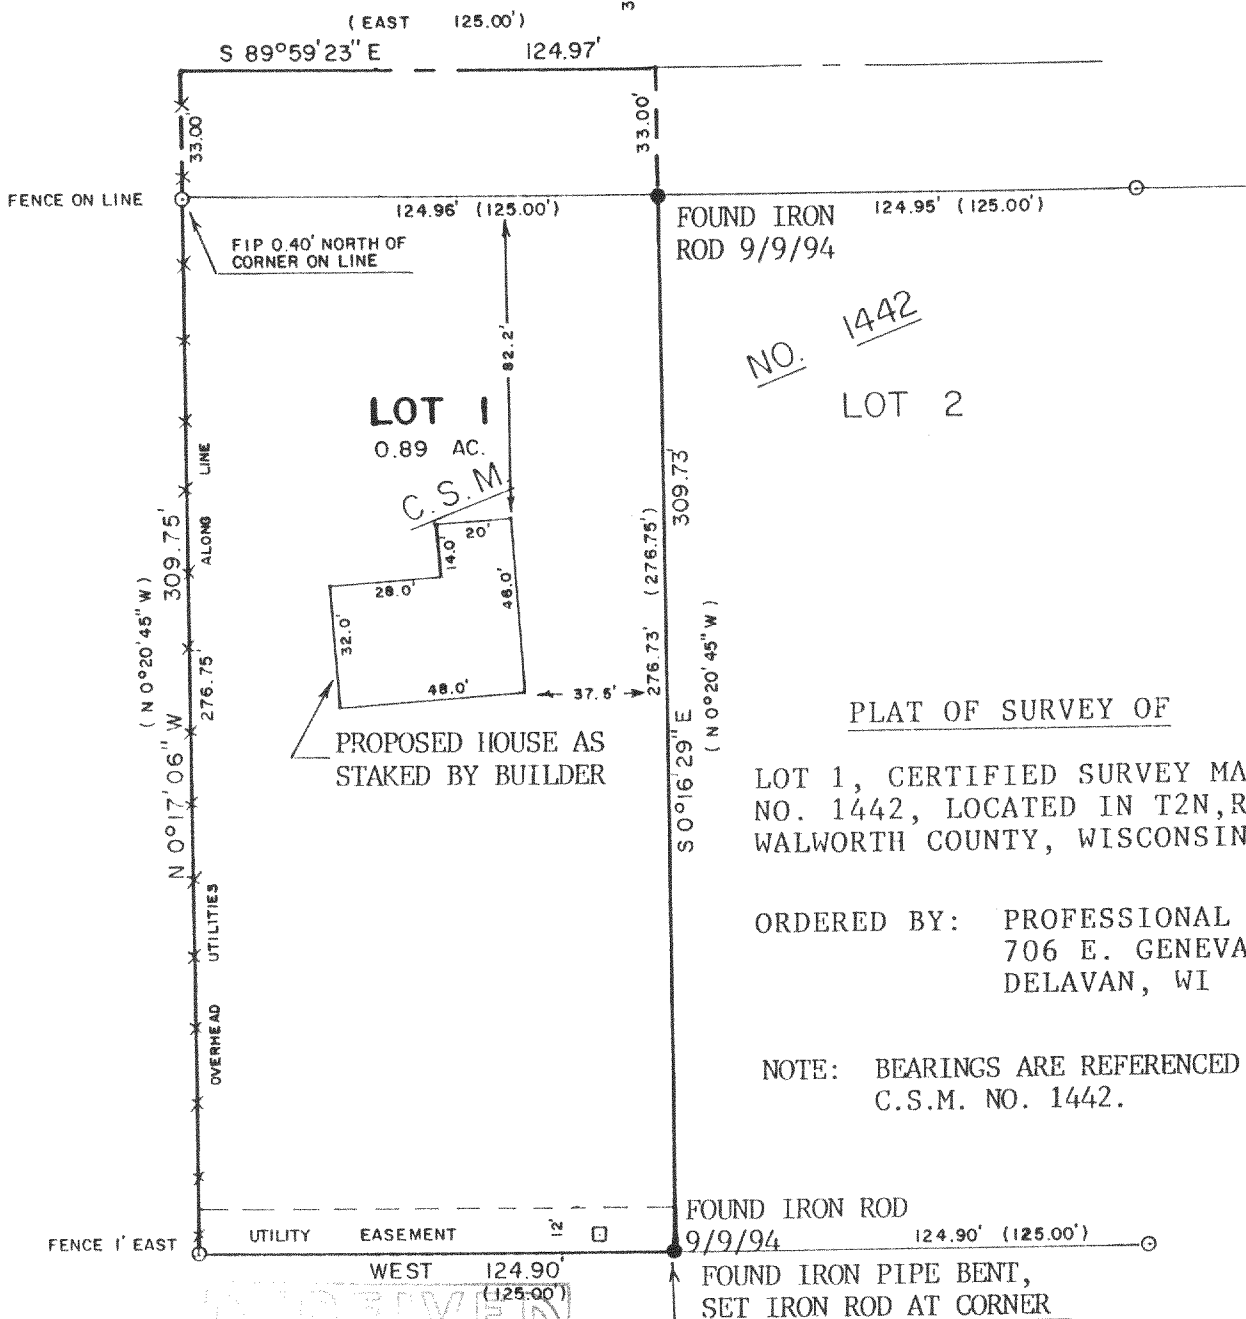 ( EAST 125.00')
S 89°59'23" E 124.97'
33.00'
33.00'
FENCE ON LINE
124.96' (125.00')
124.95' (125.00')
FOUND IRON
ROD 9/9/94
FIP 0.40' NORTH OF
CORNER ON LINE
82.2'
NO. 1442
LOT 2
LOT 1
0.89 AC.
C.S.M.
20'
14.0'
28.0'
46.0'
32.0'
48.0'
37.5'
ALONG LINE
309.75'
( N 0°20'45" W )
276.75'
N 0°17'06" W
309.73'
(276.75')
276.73'
( N 0°20'45" W )
S 0°16'29" E
PROPOSED HOUSE AS
STAKED BY BUILDER
PLAT OF SURVEY OF
LOT 1, CERTIFIED SURVEY MA
NO. 1442, LOCATED IN T2N,R
WALWORTH COUNTY, WISCONSIN
ORDERED BY: PROFESSIONAL
706 E. GENEVA
DELAVAN, WI
OVERHEAD UTILITIES
NOTE: BEARINGS ARE REFERENCED
C.S.M. NO. 1442.
FOUND IRON ROD
9/9/94
UTILITY EASEMENT 12'
124.90' (125.00')
FENCE 1' EAST
WEST 124.90'
(125.00')
FOUND IRON PIPE BENT,
SET IRON ROD AT CORNER